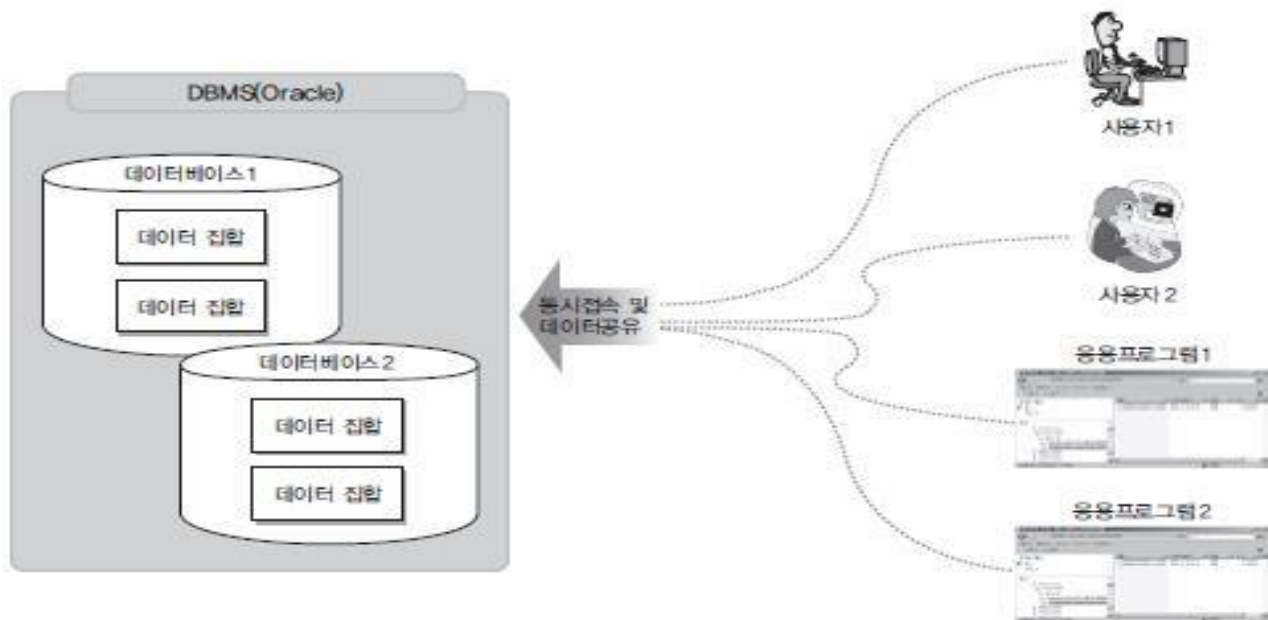 DBMS(Oracle)
데이터베이스 1
데이터 집합
데이터 집합
데이터베이스 2
데이터 집합
데이터 집합
동시접속 및
데이터공유
사용자 1
사용자 2
응용프로그램 1
응용프로그램 2